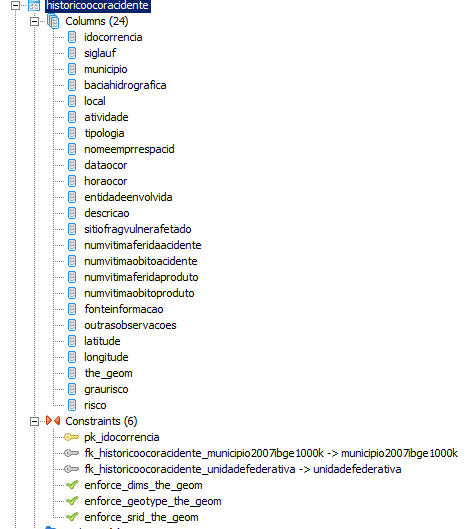 historicoocoracidente
Columns (24)
idocorrencia
siglauf
municipio
baciahidrografica
local
atividade
tipologia
nomeemprrespacid
dataocor
horaocor
entidadeenvolvida
descricao
sitiofragvulnerafetado
numvitimaferidaacidente
numvitimaobitoacidente
numvitimaferidaproduto
numvitimaobitoproduto
fonteinformacao
outrasobservacoes
latitude
longitude
the_geom
graurisco
risco
Constraints (6)
pk_idocorrencia
fk_historicoocoracidente_municipio2007ibge1000k -> municipio2007ibge1000k
fk_historicoocoracidente_unidadefederativa -> unidadefederativa
enforce_dims_the_geom
enforce_geotype_the_geom
enforce_srid_the_geom